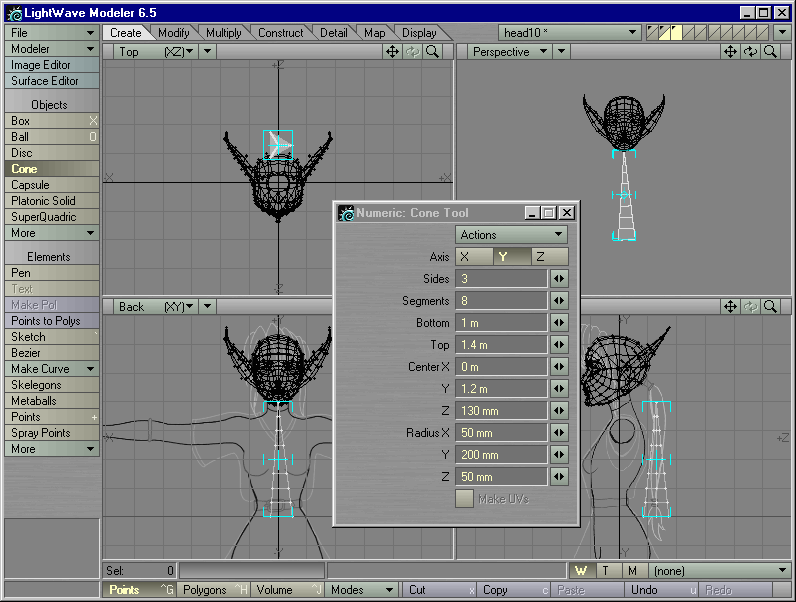 LightWave Modeler 6.5
File
Modeler
Image Editor
Surface Editor
Objects
Box X
Ball O
Disc
Cone
Capsule
Platonic Solid
SuperQuadric
More
Elements
Pen
Text
Make Pol
Points to Polys
Sketch `
Bezier
Make Curve
Skelegons
Metaballs
Points +
Spray Points
More
Create Modify Multiply Construct Detail Map Display
head10 *
Top (XZ)
Perspective
Back (XY)
Numeric: Cone Tool
Actions
Axis X Y Z
Sides 3
Segments 8
Bottom 1 m
Top 1.4 m
Center X 0 m
Y 1.2 m
Z 130 mm
Radius X 50 mm
Y 200 mm
Z 50 mm
Make UVs
Sel: 0
W T M (none)
Points ^G Polygons ^H Volume ^J Modes Cut x Copy c Paste v Undo u Redo